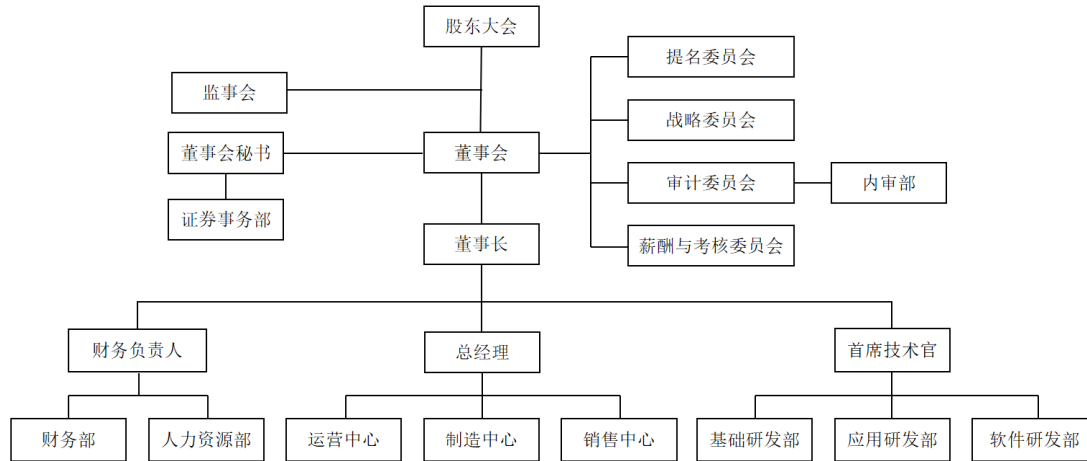 股东大会
提名委员会
监事会
战略委员会
董事会秘书
董事会
审计委员会
内审部
证券事务部
董事长
薪酬与考核委员会
财务负责人
总经理
首席技术官
财务部
人力资源部
运营中心
制造中心
销售中心
基础研发部
应用研发部
软件研发部